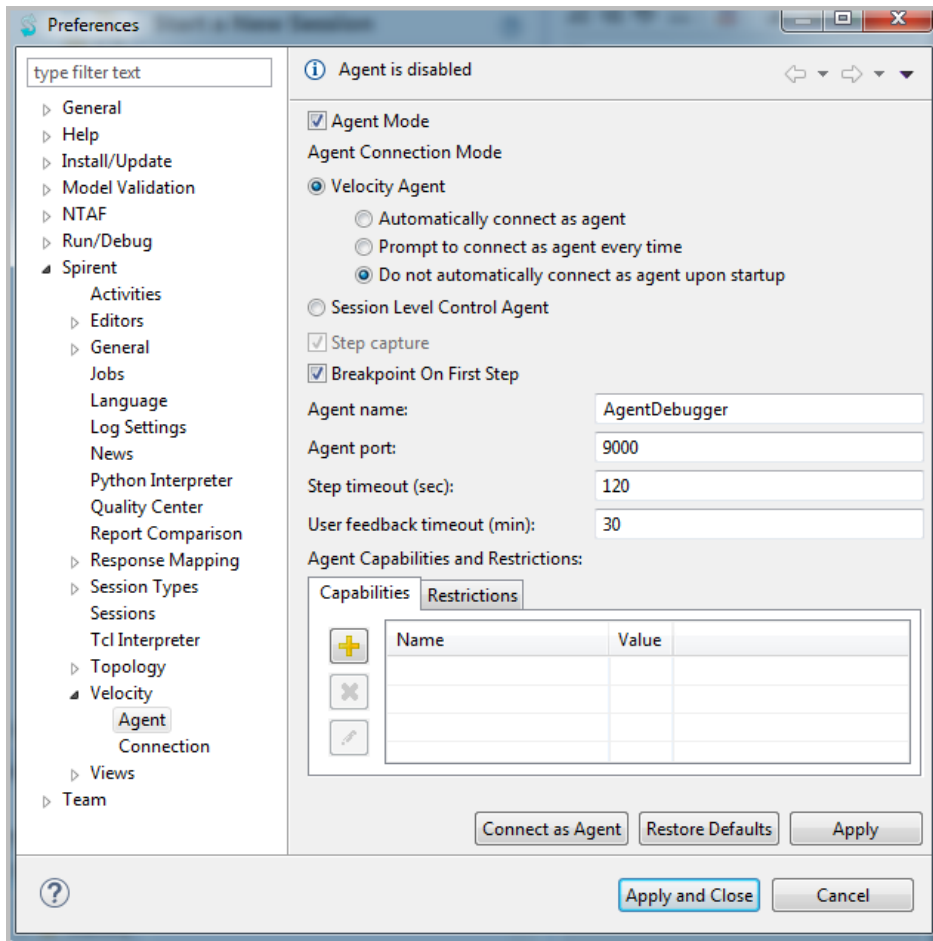 Preferences
Start a New Session
type filter text
General
Help
Install/Update
Model Validation
NTAF
Run/Debug
Spirent
Activities
Editors
General
Jobs
Language
Log Settings
News
Python Interpreter
Quality Center
Report Comparison
Response Mapping
Session Types
Sessions
Tcl Interpreter
Topology
Velocity
Agent
Connection
Views
Team
Agent is disabled
Agent Mode
Agent Connection Mode
Velocity Agent
Automatically connect as agent
Prompt to connect as agent every time
Do not automatically connect as agent upon startup
Session Level Control Agent
Step capture
Breakpoint On First Step
Agent name: AgentDebugger
Agent port: 9000
Step timeout (sec): 120
User feedback timeout (min): 30
Agent Capabilities and Restrictions:
Capabilities Restrictions
Name Value
Connect as Agent Restore Defaults Apply
? Apply and Close Cancel